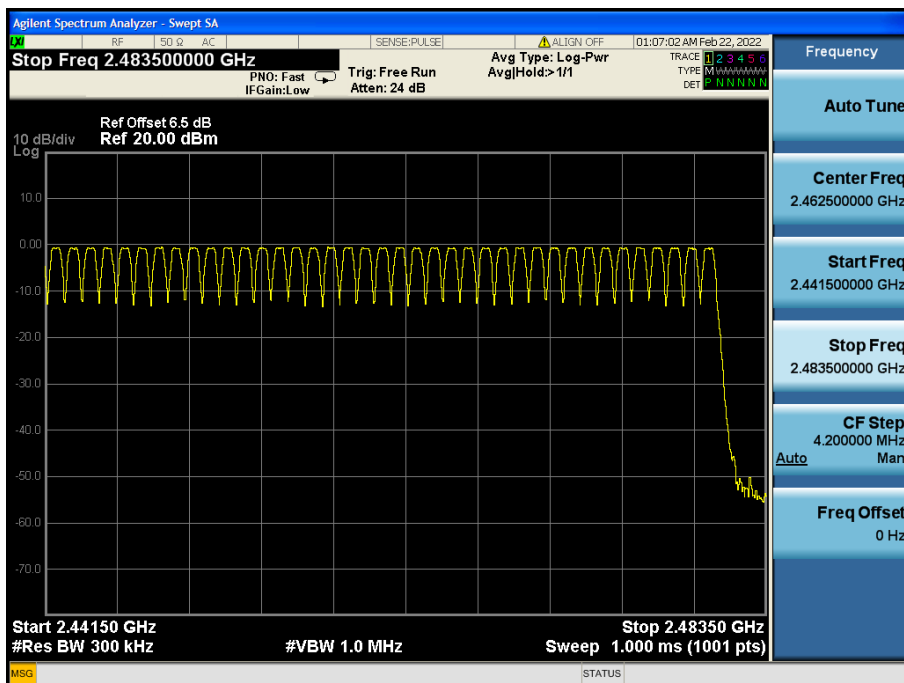 Agilent Spectrum Analyzer - Swept SA
LXI RF 50 Ω AC SENSE:PULSE ALIGN OFF 01:07:02 AM Feb 22, 2022
Stop Freq 2.483500000 GHz
PNO: Fast
IFGain:Low
Trig: Free Run
Atten: 24 dB
Avg Type: Log-Pwr
Avg|Hold:> 1/1
TRACE 1 2 3 4 5 6
TYPE M WWWWW
DET P N N N N N
Ref Offset 6.5 dB
10 dB/div Ref 20.00 dBm
Log
10.0
0.00
-10.0
-20.0
-30.0
-40.0
-50.0
-60.0
-70.0
Start 2.44150 GHz Stop 2.48350 GHz
#Res BW 300 kHz #VBW 1.0 MHz Sweep 1.000 ms (1001 pts)
MSG STATUS
Frequency
Auto Tune
Center Freq
2.462500000 GHz
Start Freq
2.441500000 GHz
Stop Freq
2.483500000 GHz
CF Step
4.200000 MHz
Auto Man
Freq Offset
0 Hz